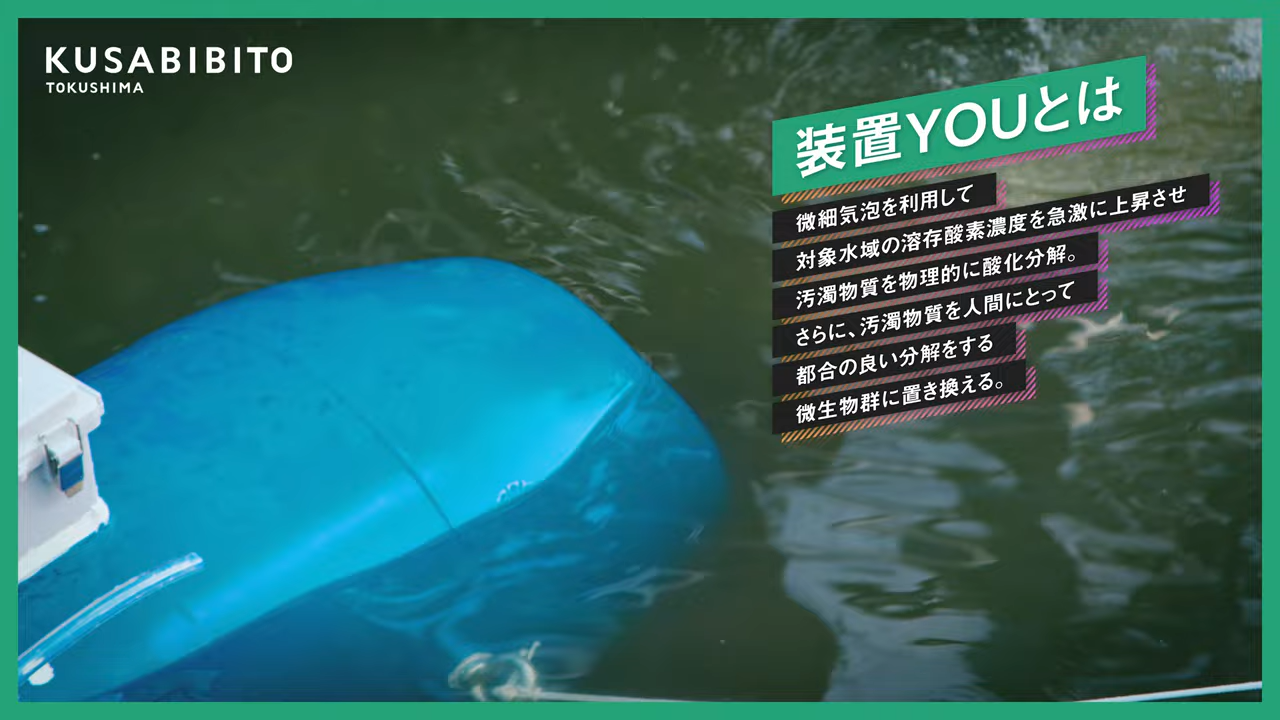 KUSABIBITO
TOKUSHIMA
装置YOUとは
微細気泡を利用して
対象水域の溶存酸素濃度を急激に上昇させ
汚濁物質を物理的に酸化分解。
さらに、汚濁物質を人間にとって
都合の良い分解をする
微生物群に置き換える。